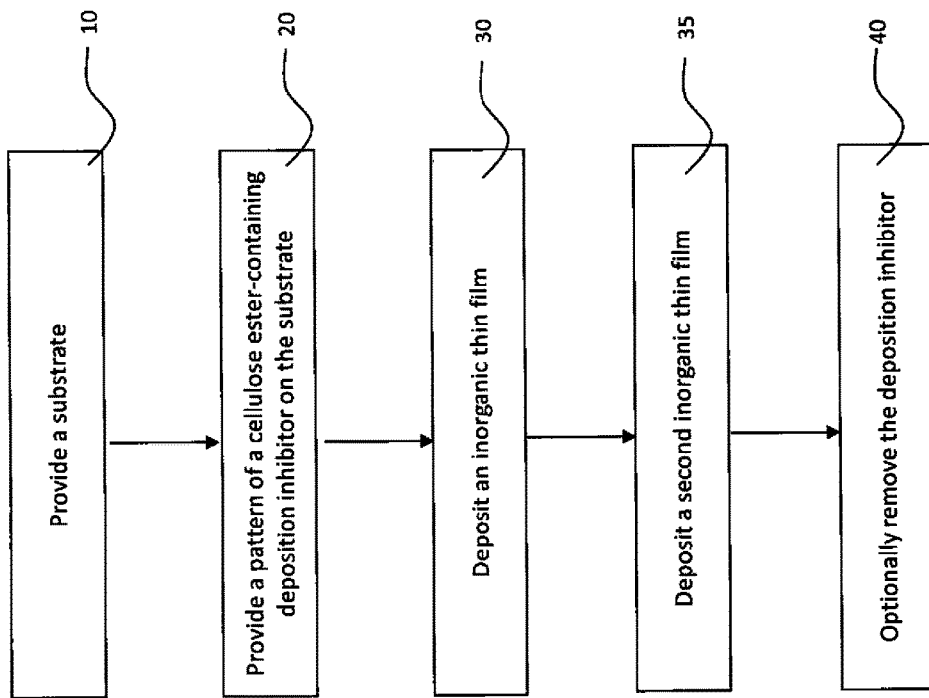 Provide a substrate
10
Provide a pattern of a cellulose ester-containing
deposition inhibitor on the substrate
20
Deposit an inorganic thin film
30
Deposit a second inorganic thin film
35
Optionally remove the deposition inhibitor
40